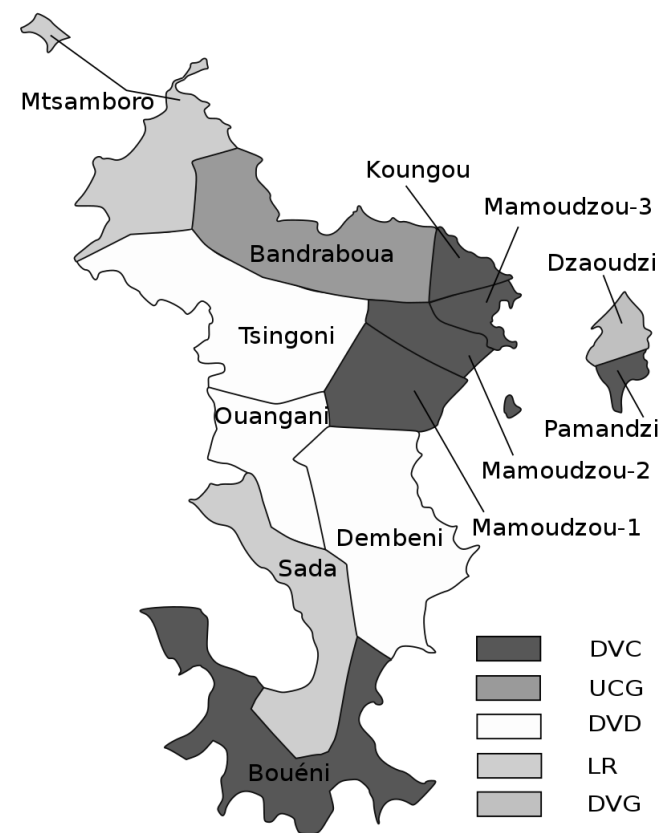 Mtsamboro
Koungou
Mamoudzou-3
Bandraboua
Dzaoudzi
Tsingoni
Ouangani
Pamandzi
Mamoudzou-2
Mamoudzou-1
Dembeni
Sada
Bouéni
DVC
UCG
DVD
LR
DVG